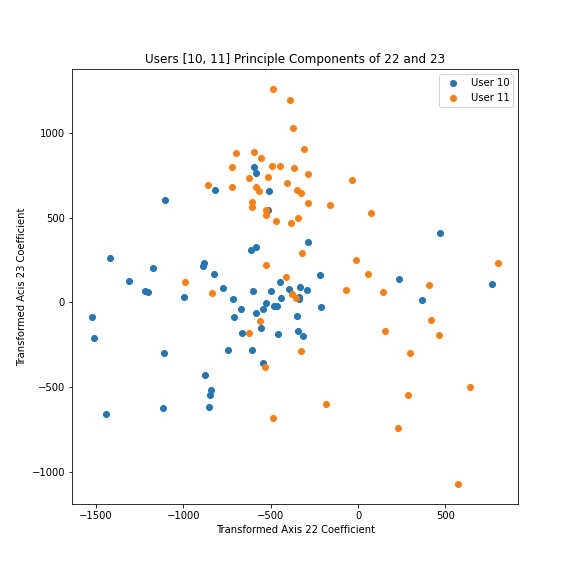 Users [10, 11] Principle Components of 22 and 23
User 10
User 11
Transformed Acis 23 Coefficient
1000
500
0
−500
−1000
−1500
−1000
−500
0
500
Transformed Axis 22 Coefficient